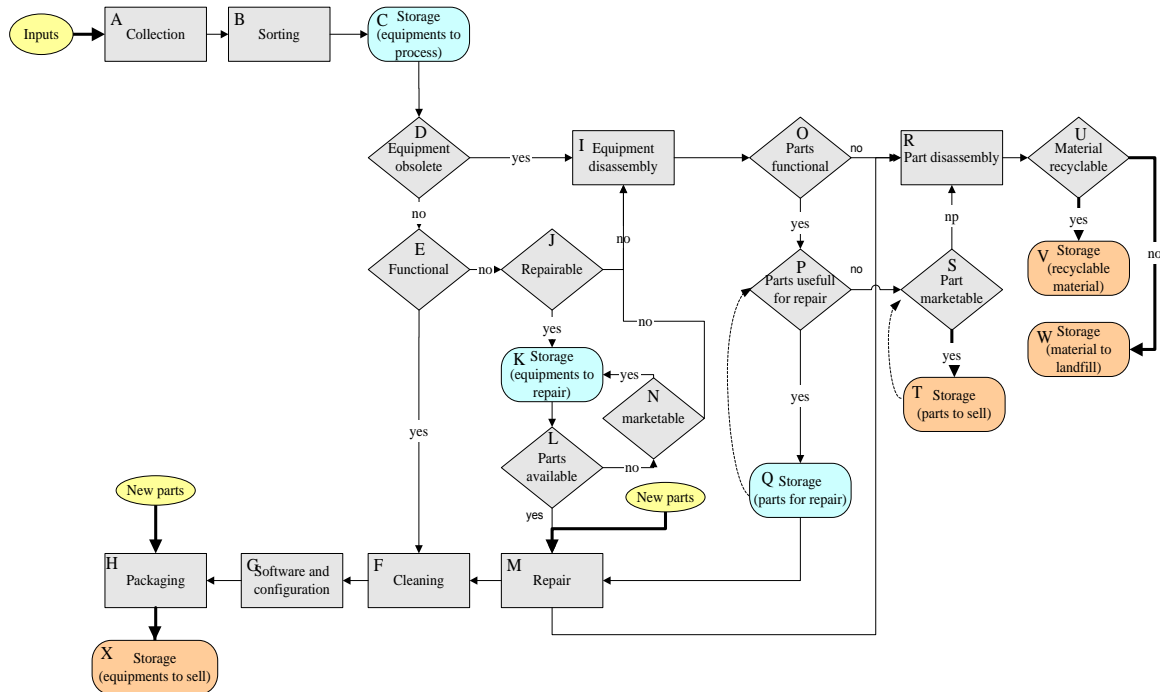 Inputs
A
Collection
B
Sorting
C
Storage
(equipments to
process)
D
Equipment
obsolete
yes
I
Equipment
disassembly
O
Parts
functional
no
R
Part disassembly
U
Material
recyclable
no
yes
np
yes
no
E
Functional
no
J
Repairable
no
P
Parts usefull
for repair
no
S
Part
marketable
V
Storage
(recyclable
material)
yes
no
K
Storage
(equipments to
repair)
yes
N
marketable
yes
W
Storage
(material to
landfill)
T
Storage
(parts to sell)
yes
yes
L
Parts
available
no
Q
Storage
(parts for repair)
New parts
New parts
yes
H
Packaging
G
Software and
configuration
F
Cleaning
M
Repair
X
Storage
(equipments to sell)